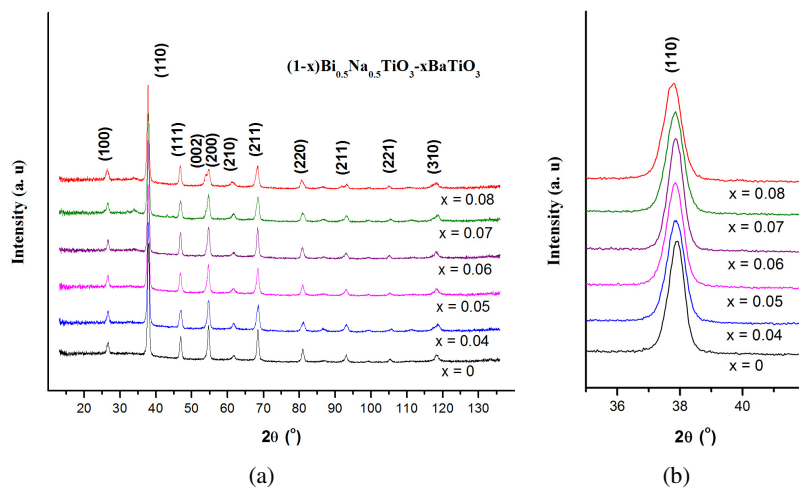 (1-x)Bi0.5Na0.5TiO3-xBaTiO3
(100)
(110)
(111)
(002)
(200)
(210)
(211)
(220)
(211)
(221)
(310)
x = 0.08
x = 0.07
x = 0.06
x = 0.05
x = 0.04
x = 0
Intensity (a. u)
20 30 40 50 60 70 80 90 100 110 120 130
2θ (°)
(a)
(110)
x = 0.08
x = 0.07
x = 0.06
x = 0.05
x = 0.04
x = 0
Intensity (a. u)
36 38 40 42
2θ (°)
(b)